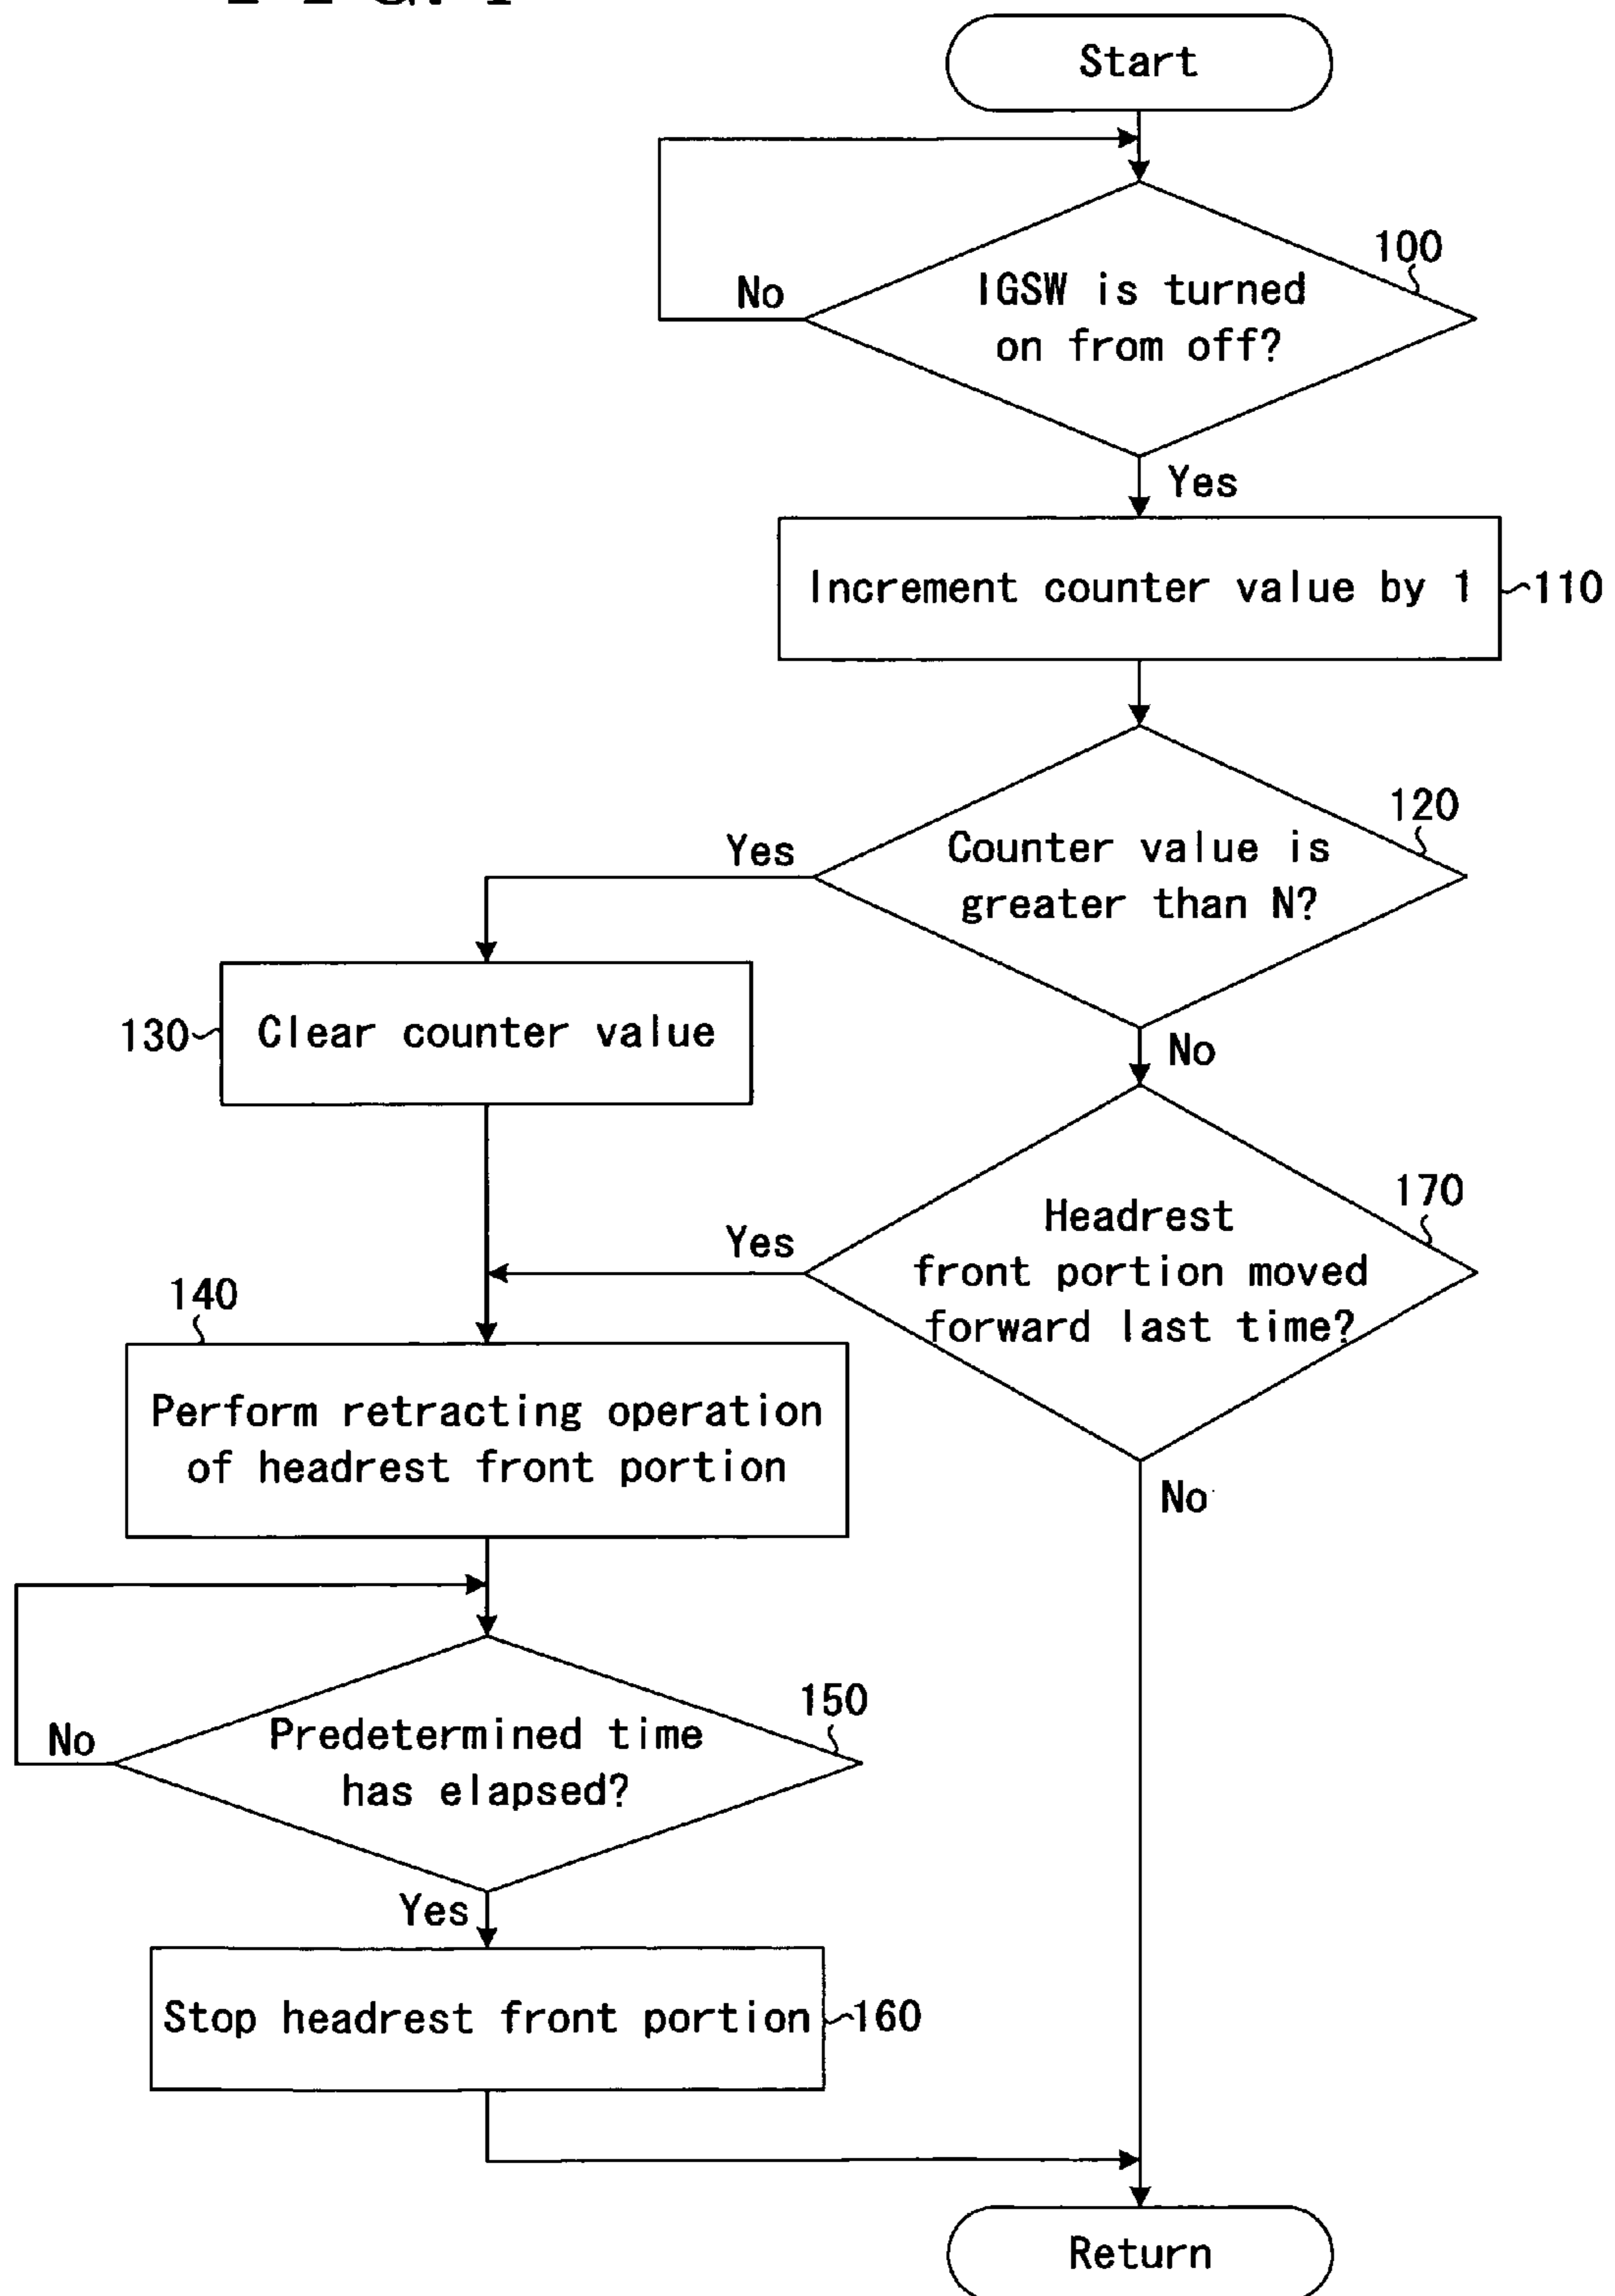 Start
100
No
IGSW is turned
on from off?
Yes
Increment counter value by 1
110
120
Yes
Counter value is
greater than N?
130
Clear counter value
No
170
Yes
Headrest
front portion moved
forward last time?
140
Perform retracting operation
of headrest front portion
No
150
No
Predetermined time
has elapsed?
Yes
Stop headrest front portion
160
Return